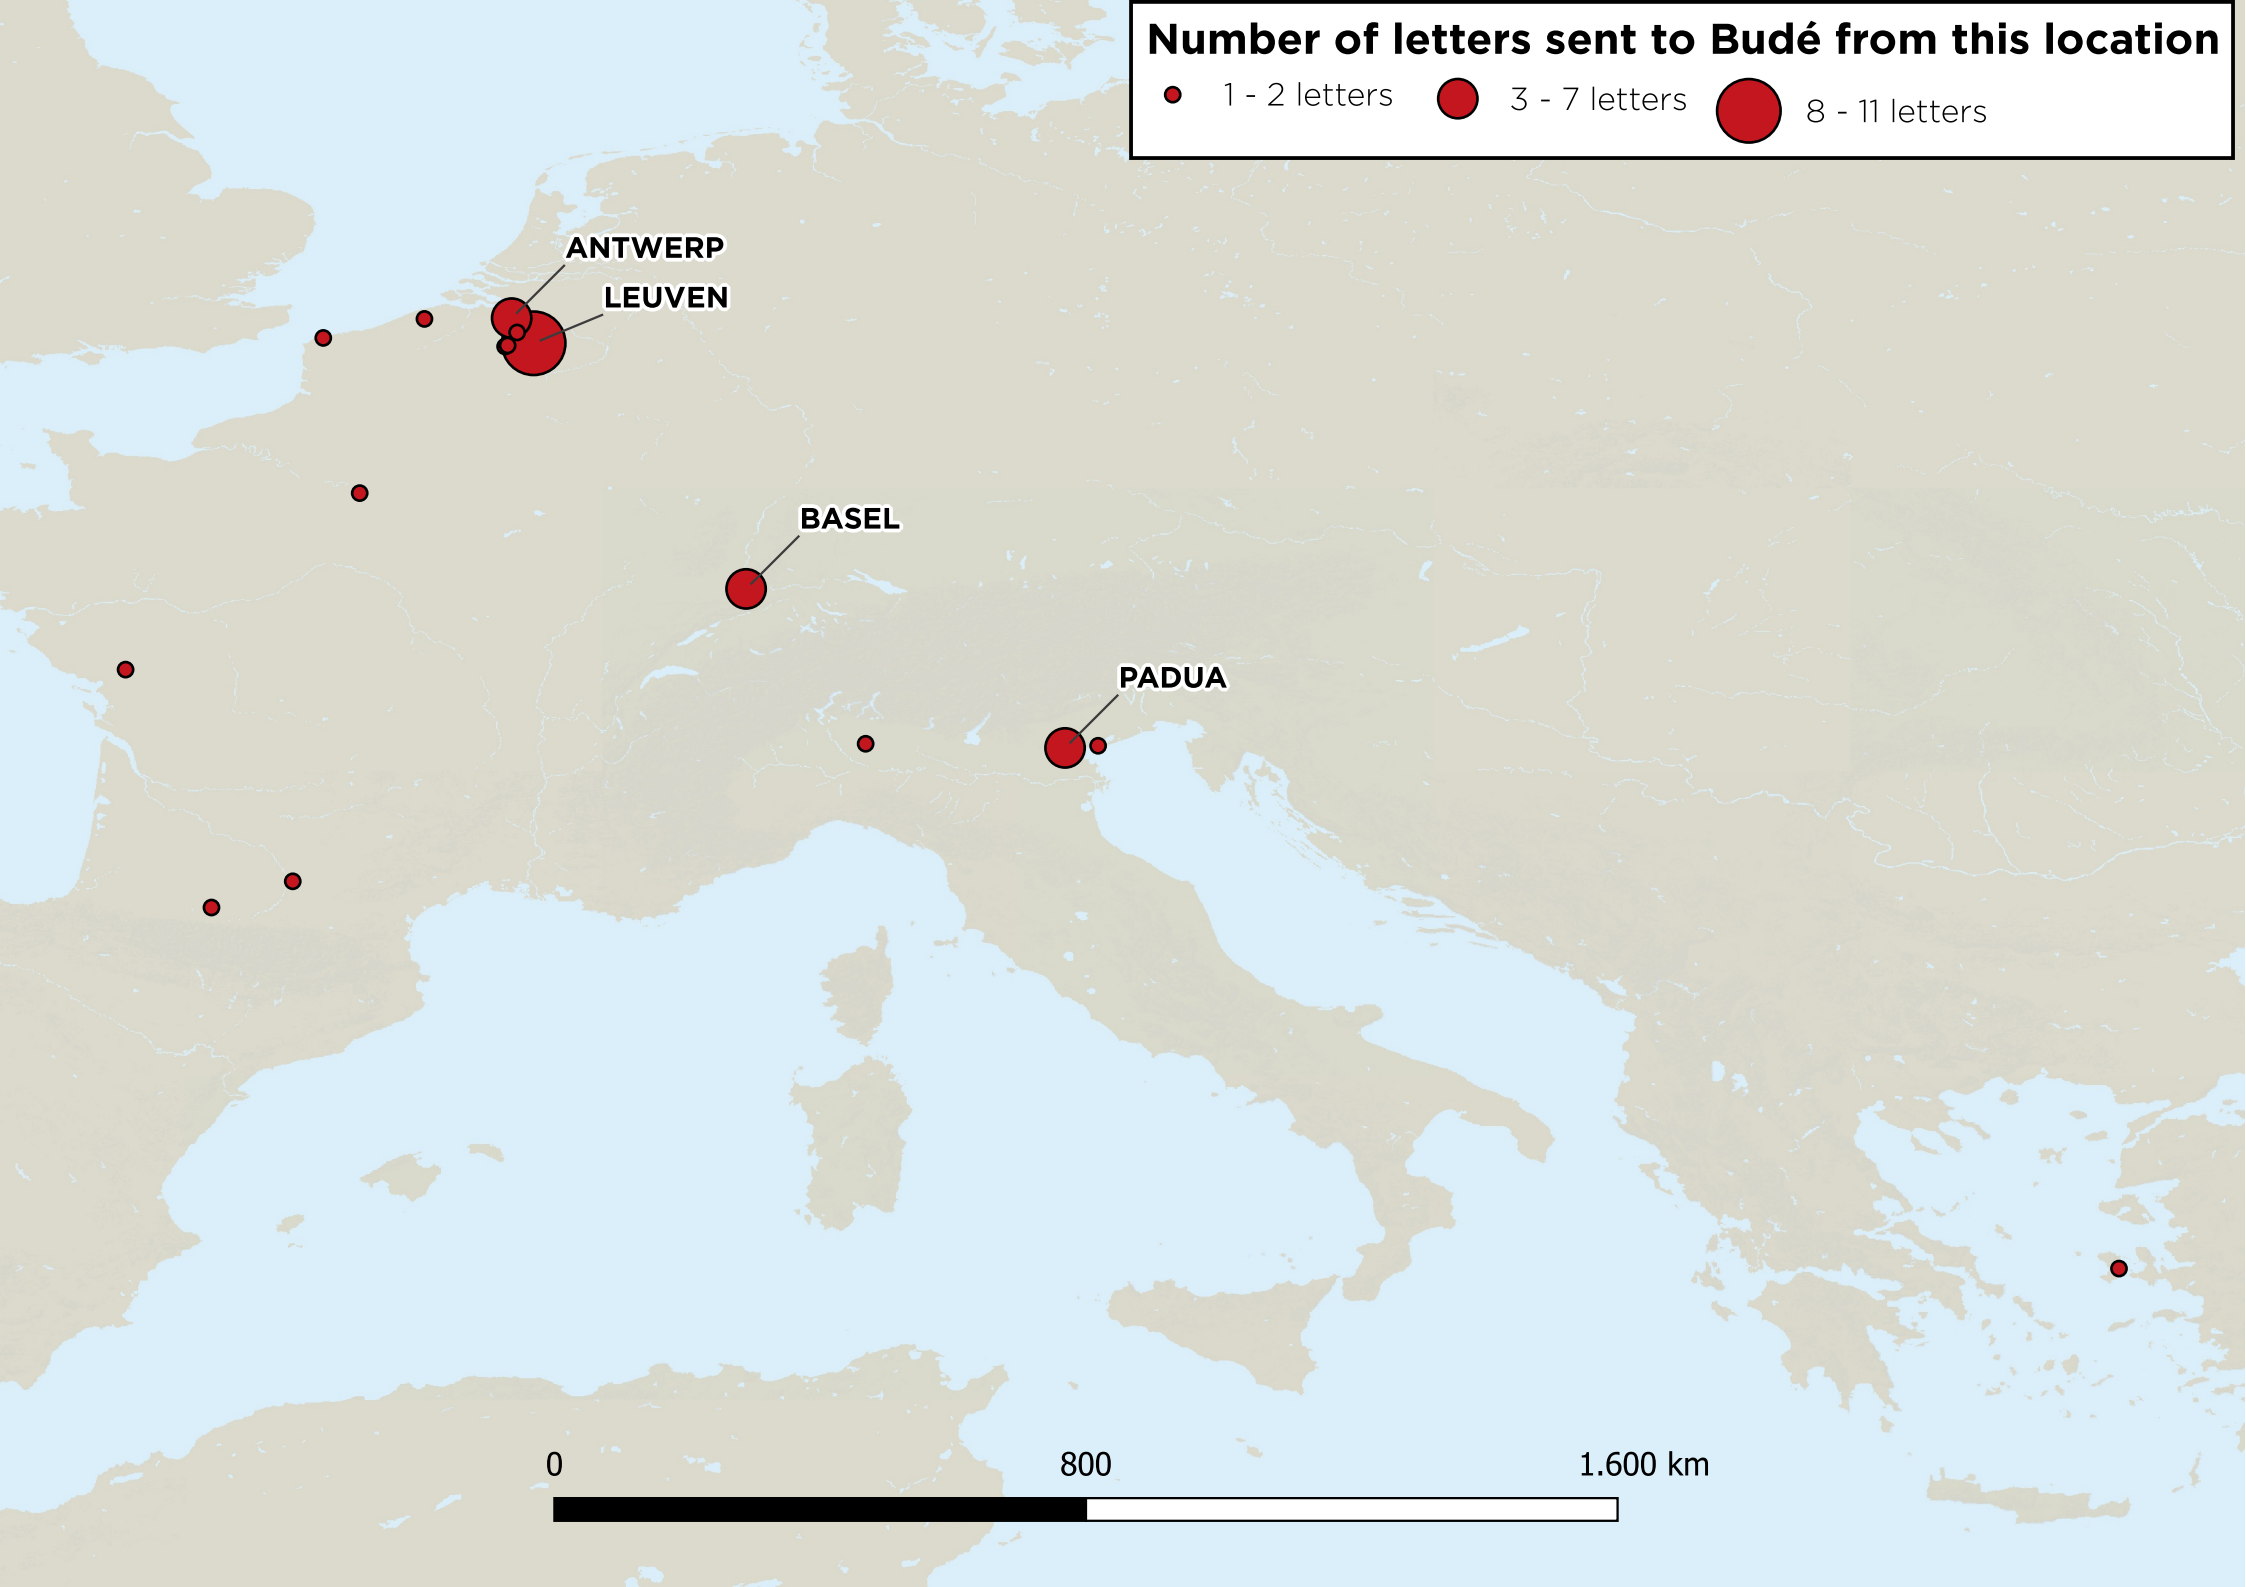 Number of letters sent to Budé from this location
1 - 2 letters
3 - 7 letters
8 - 11 letters
ANTWERP
LEUVEN
BASEL
PADUA
0 800 1.600 km